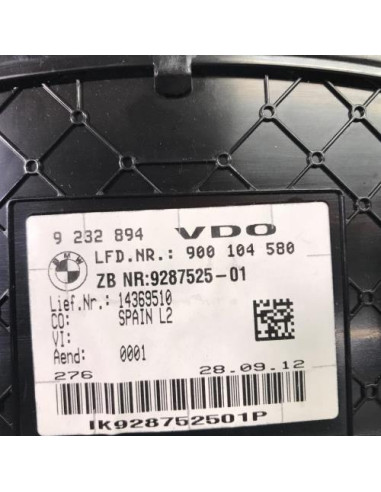 9 232 894 VDO
BMW LFD.NR.: 900 104 580
ZB NR:9287525-01
Lief.Nr.: 14369510
CO: SPAIN L2
VI:
Aend: 0001
276 28.09.12
IK928752501P